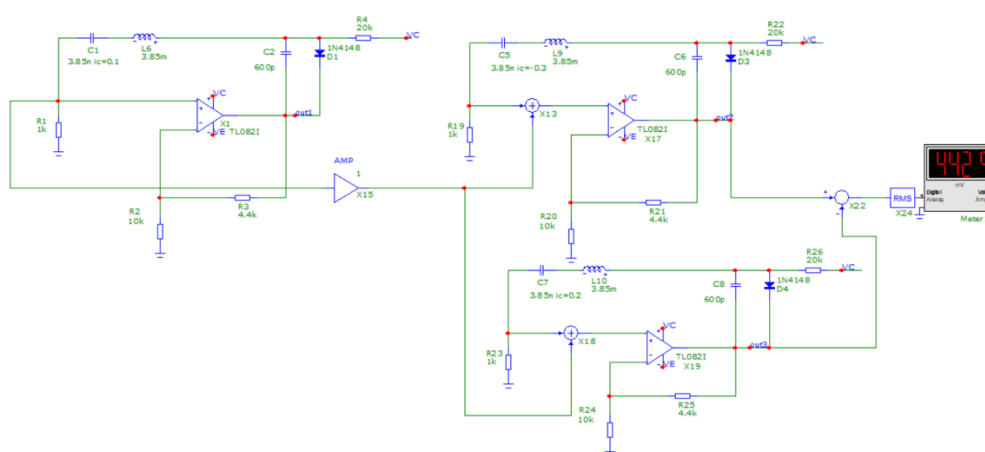 R4
20k
VC
C1
3.85n ic=0.1
L6
3.85m
C2
600p
1N4148
D1
R1
1k
VC
VE
X1
TL082I
out1
R2
10k
R3
4.4k
AMP
1
X15
R22
20k
VC
C5
3.85n ic=-0.3
L9
3.85m
C6
600p
1N4148
D3
R19
1k
X13
VC
VE
TL082I
X17
out2
R20
10k
R21
4.4k
X22
RMS
X24
442
mV
Digital
Analog
Meter
R26
20k
VC
C7
3.85n ic=0.2
L10
3.85m
C8
600p
1N4148
D4
R23
1k
X18
VC
VE
TL082I
X19
out3
R24
10k
R25
4.4k